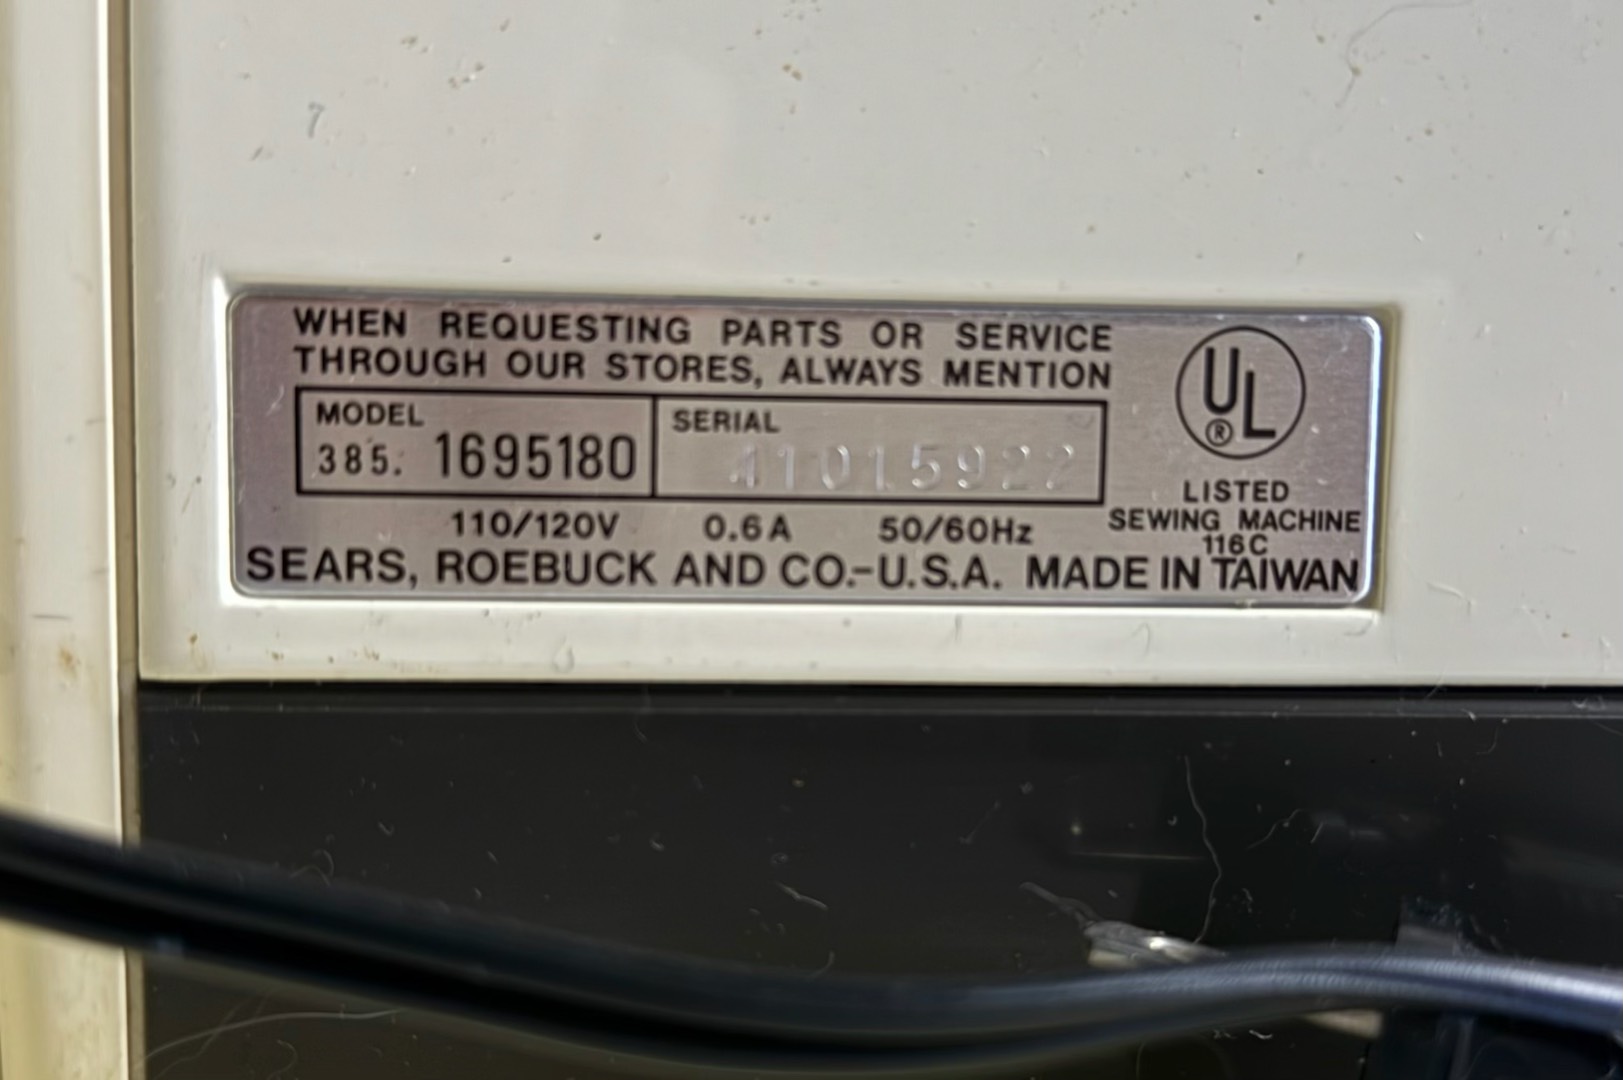 WHEN REQUESTING PARTS OR SERVICE
THROUGH OUR STORES, ALWAYS MENTION
MODEL
385. 1695180
SERIAL
41015922
UL
®
LISTED
SEWING MACHINE
116C
110/120V 0.6A 50/60Hz
SEARS, ROEBUCK AND CO.-U.S.A. MADE IN TAIWAN